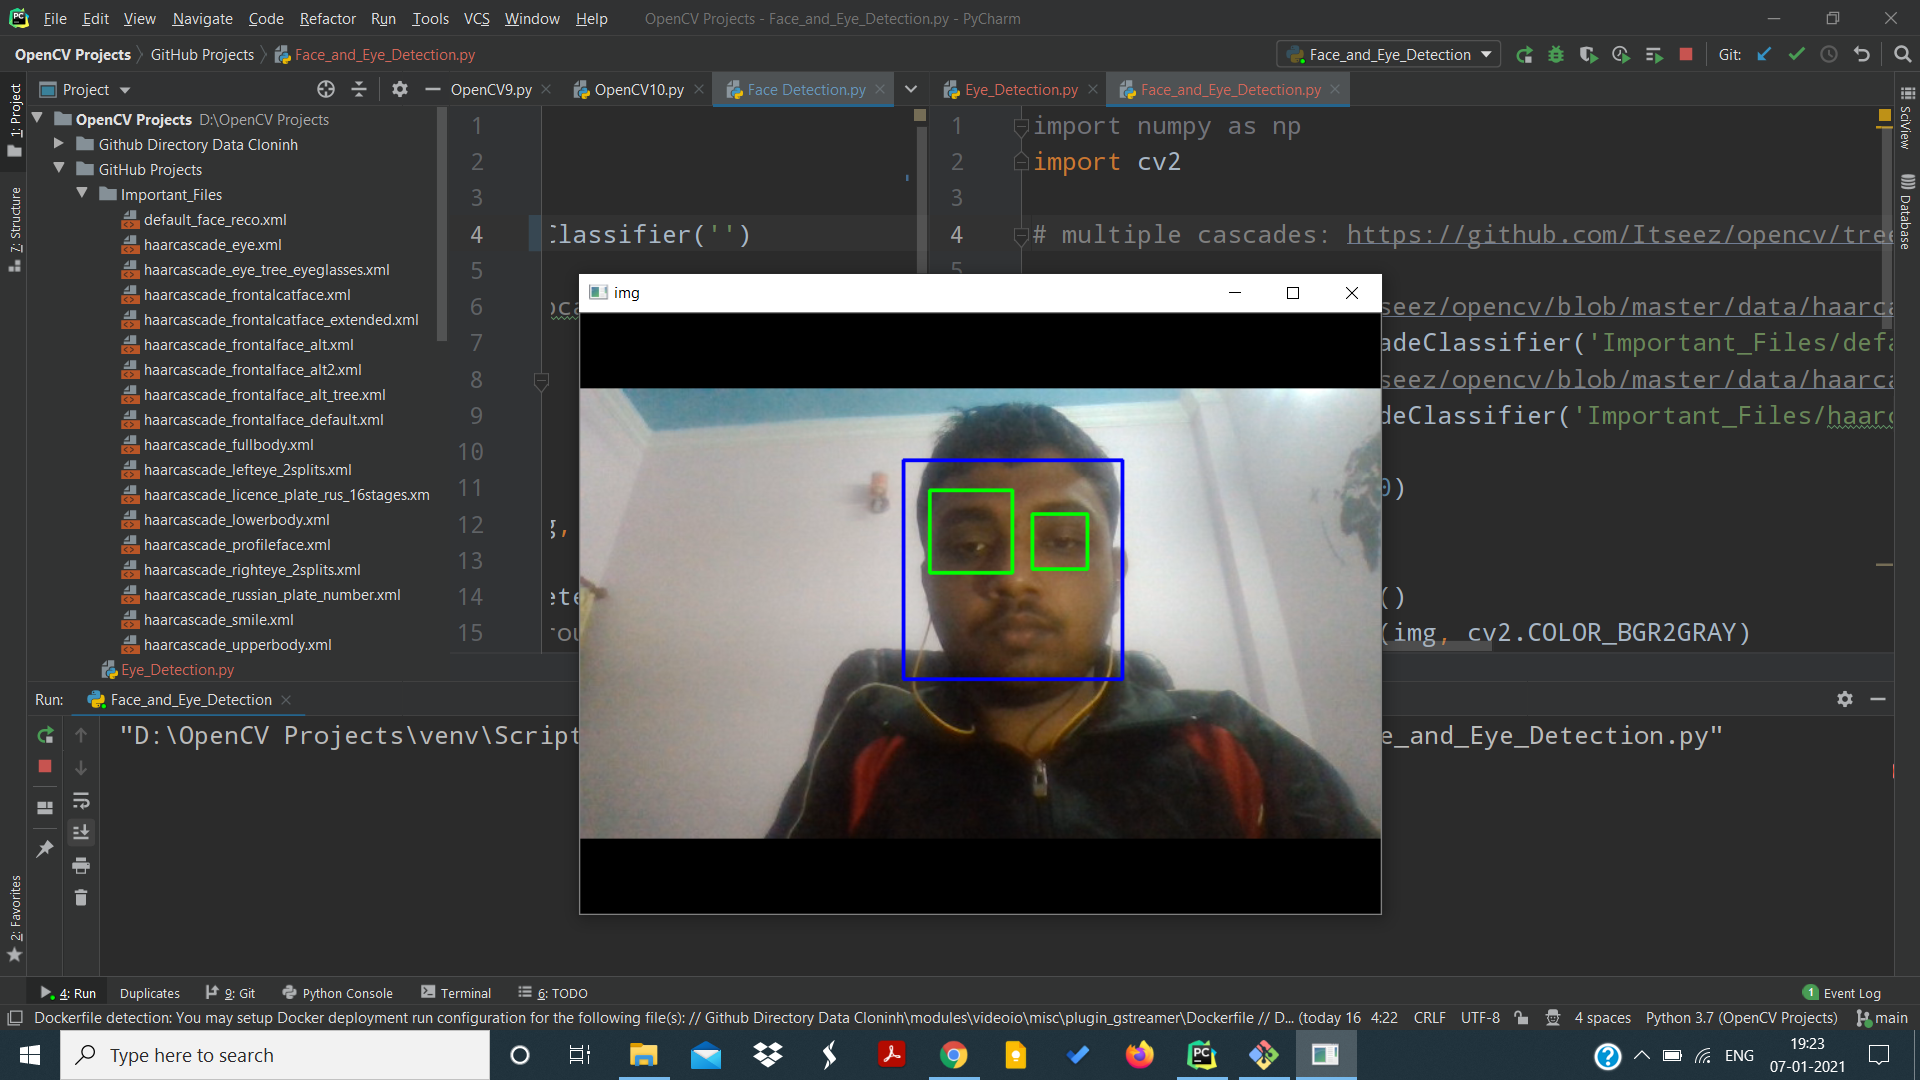 File Edit View Navigate Code Refactor Run Tools VCS Window Help OpenCV Projects - Face_and_Eye_Detection.py - PyCharm
OpenCV Projects GitHub Projects Face_and_Eye_Detection.py Face_and_Eye_Detection Git:
Project OpenCV9.py OpenCV10.py Face Detection.py Eye_Detection.py Face_and_Eye_Detection.py
1: Project
7: Structure
2: Favorites
OpenCV Projects D:\OpenCV Projects
Github Directory Data Cloninh
GitHub Projects
Important_Files
default_face_reco.xml
haarcascade_eye.xml
haarcascade_eye_tree_eyeglasses.xml
haarcascade_frontalcatface.xml
haarcascade_frontalcatface_extended.xml
haarcascade_frontalface_alt.xml
haarcascade_frontalface_alt2.xml
haarcascade_frontalface_alt_tree.xml
haarcascade_frontalface_default.xml
haarcascade_fullbody.xml
haarcascade_lefteye_2splits.xml
haarcascade_licence_plate_rus_16stages.xm
haarcascade_lowerbody.xml
haarcascade_profileface.xml
haarcascade_righteye_2splits.xml
haarcascade_russian_plate_number.xml
haarcascade_smile.xml
haarcascade_upperbody.xml
Eye_Detection.py
1
2
3
4 Classifier('')
5
6
7
8
9
10
11
12 g,
13
14
15
1 import numpy as np
2 import cv2
3
4 # multiple cascades: https://github.com/Itseez/opencv/tree
5
seez/opencv/blob/master/data/haarca
adeClassifier('Important_Files/defa
seez/opencv/blob/master/data/haarca
deClassifier('Important_Files/haarc
0)
()
(img, cv2.COLOR_BGR2GRAY)
SciView
Database
img
Run: Face_and_Eye_Detection
"D:\OpenCV Projects\venv\Script
e_and_Eye_Detection.py"
4: Run Duplicates 9: Git Python Console Terminal 6: TODO 1 Event Log
Dockerfile detection: You may setup Docker deployment run configuration for the following file(s): // Github Directory Data Cloninh\modules\videoio\misc\plugin_gstreamer\Dockerfile // D... (today 16 4:22 CRLF UTF-8 4 spaces Python 3.7 (OpenCV Projects) main
Type here to search
PC
ENG
19:23
07-01-2021